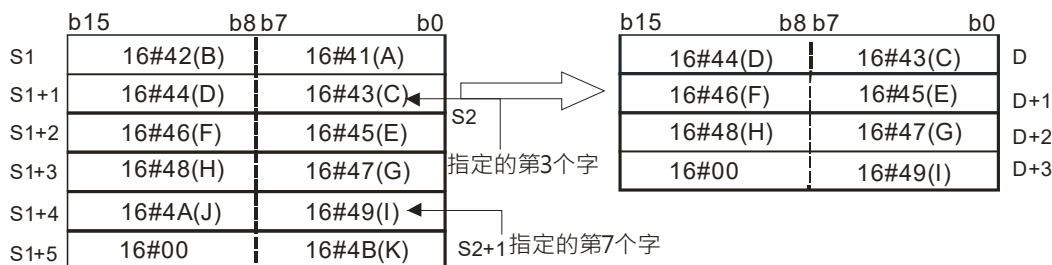 b15 b8 b7 b0
S1 16#42(B) 16#41(A)
S1+1 16#44(D) 16#43(C)
S1+2 16#46(F) 16#45(E)
S1+3 16#48(H) 16#47(G)
S1+4 16#4A(J) 16#49(I)
S1+5 16#00 16#4B(K)
S2
指定的第3个字
S2+1 指定的第7个字
b15 b8 b7 b0
16#44(D) 16#43(C) D
16#46(F) 16#45(E) D+1
16#48(H) 16#47(G) D+2
16#00 16#49(I) D+3